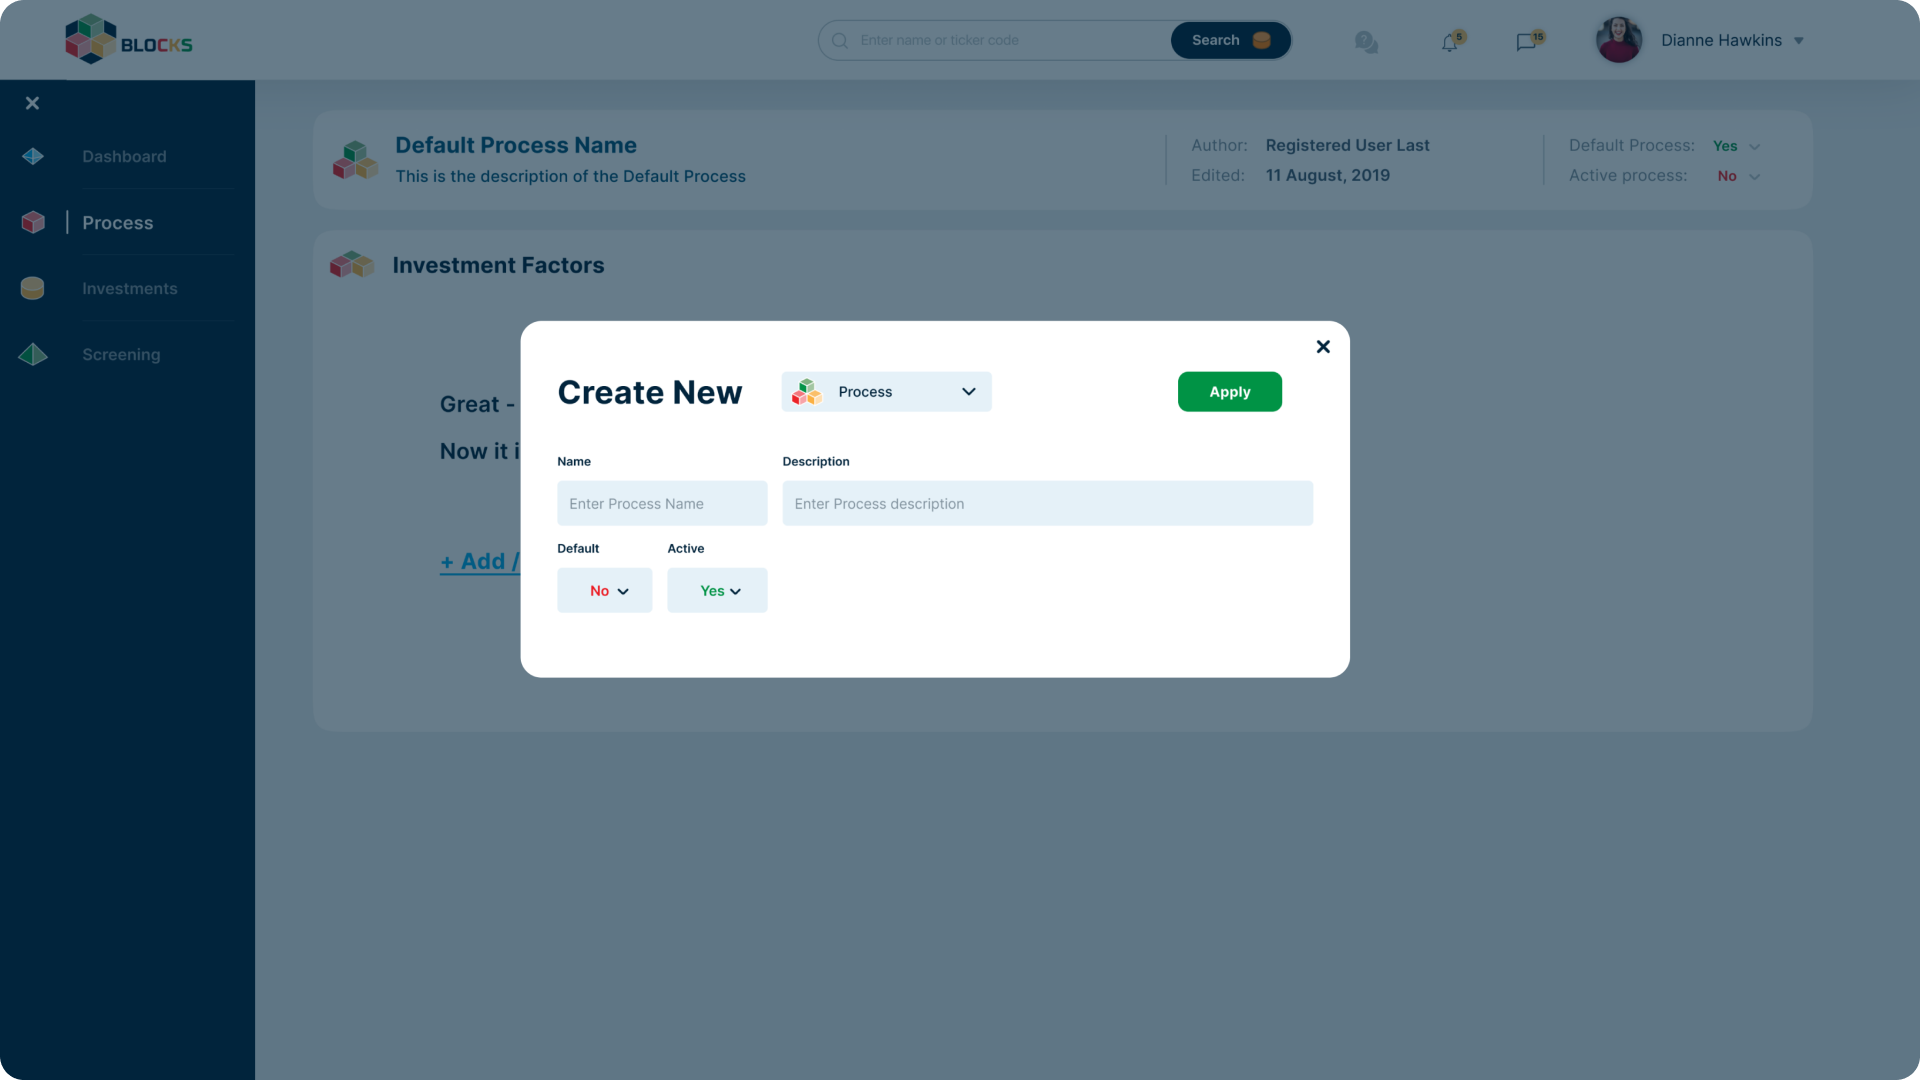 BLOCKS
Enter name or ticker code
Search
5
15
Dianne Hawkins
Dashboard
Process
Investments
Screening
Default Process Name
This is the description of the Default Process
Author: Registered User Last
Edited: 11 August, 2019
Default Process: Yes
Active process: No
Investment Factors
Great -
Now it i
+ Add /
Create New
Process
Apply
Name
Description
Enter Process Name
Enter Process description
Default
Active
No
Yes